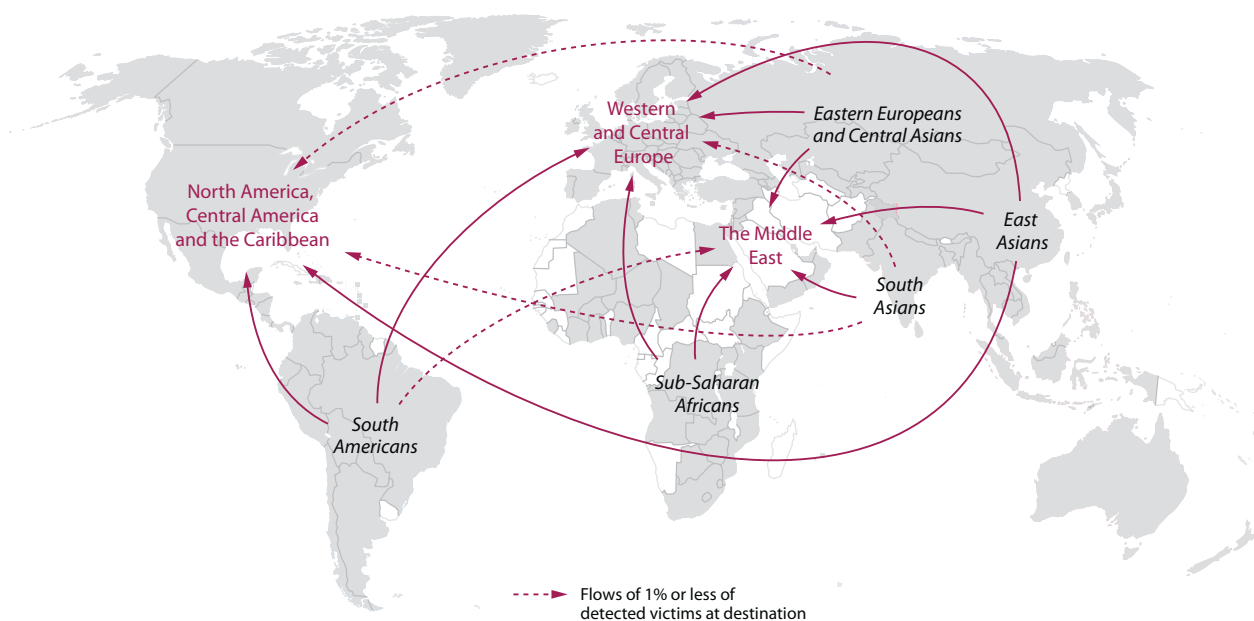 Western
and Central
Europe
Eastern Europeans
and Central Asians
North America,
Central America
and the Caribbean
The Middle
East
East
Asians
South
Asians
Sub-Saharan
Africans
South
Americans
Flows of 1% or less of
detected victims at destination